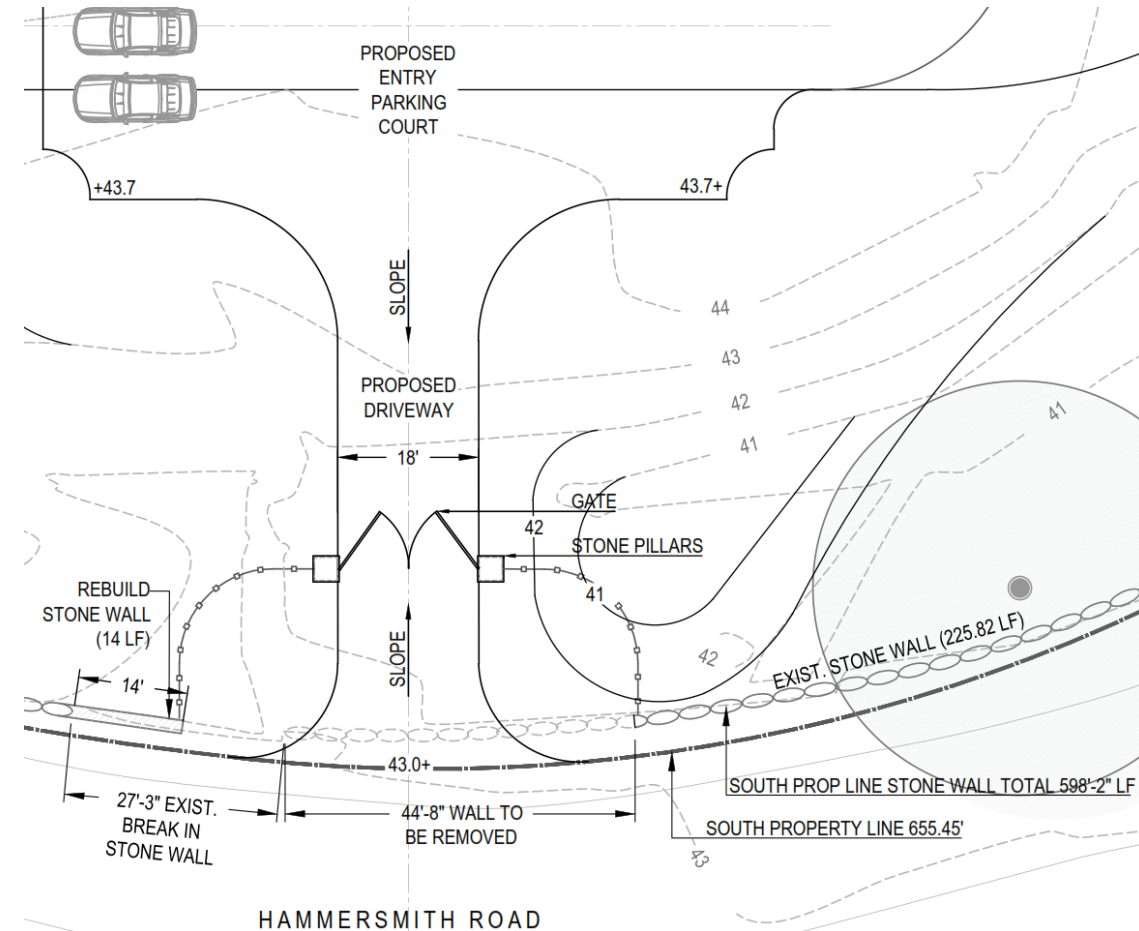 PROPOSED
ENTRY
PARKING
COURT
+43.7
43.7+
SLOPE
44
43
42
41
41
PROPOSED
DRIVEWAY
18'
GATE
42
STONE PILLARS
41
REBUILD
STONE WALL
(14 LF)
14'
SLOPE
42
EXIST. STONE WALL (225.82 LF)
43.0+
SOUTH PROP LINE STONE WALL TOTAL 598'-2" LF
27'-3" EXIST.
BREAK IN
STONE WALL
44'-8" WALL TO
BE REMOVED
SOUTH PROPERTY LINE 655.45'
43
HAMMERSMITH ROAD